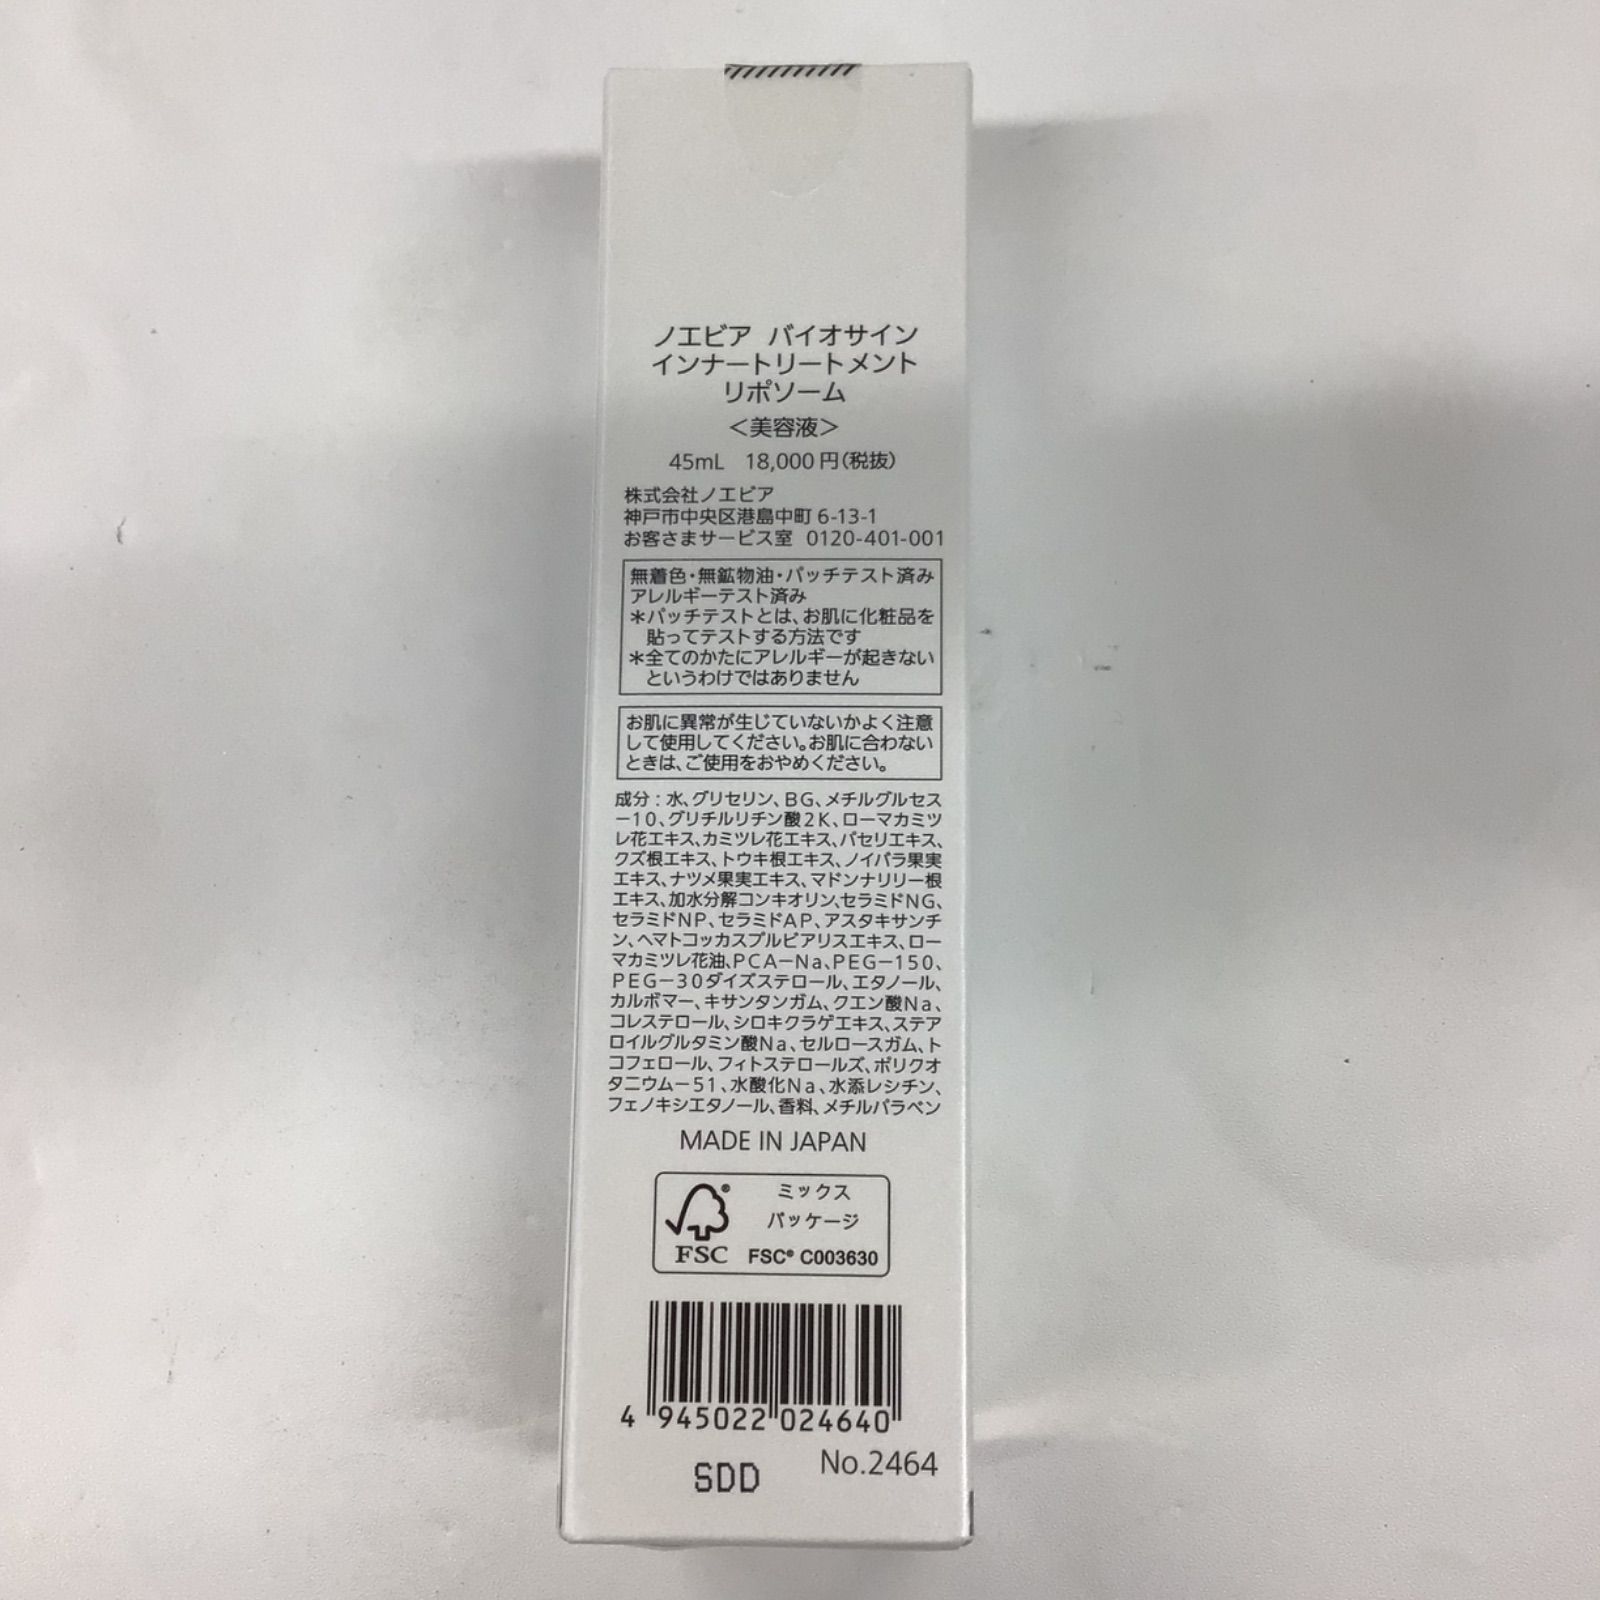 ノエビア バイオサイン
インナートリートメント
リポソーム
＜美容液＞
45mL 18,000円(税抜)
株式会社ノエビア
神戸市中央区港島中町 6-13-1
お客さまサービス室 0120-401-001
無着色・無鉱物油・パッチテスト済み
アレルギーテスト済み
＊パッチテストとは、お肌に化粧品を
貼ってテストする方法です
＊全てのかたにアレルギーが起きない
というわけではありません
お肌に異常が生じていないかよく注意
して使用してください。お肌に合わない
ときは、ご使用をおやめください。
成分：水、グリセリン、BG、メチルグルセス
－10、グリチルリチン酸2K、ローマカミツ
レ花エキス、カミツレ花エキス、パセリエキス、
クズ根エキス、トウキ根エキス、ノイバラ果実
エキス、ナツメ果実エキス、マドンナリリー根
エキス、加水分解コンキオリン、セラミドNG、
セラミドNP、セラミドAP、アスタキサンチ
ン、ヘマトコッカスプルビアリスエキス、ロー
マカミツレ花油、PCA－Na、PEG－150、
PEG－30ダイズステロール、エタノール、
カルボマー、キサンタンガム、クエン酸Na、
コレステロール、シロキクラゲエキス、ステア
ロイルグルタミン酸Na、セルロースガム、ト
コフェロール、フィトステロールズ、ポリクオ
タニウム－51、水酸化Na、水添レシチン、
フェノキシエタノール、香料、メチルパラベン
MADE IN JAPAN
ミックス
パッケージ
FSC FSC® C003630
4 945022 024640
No.2464
SDD